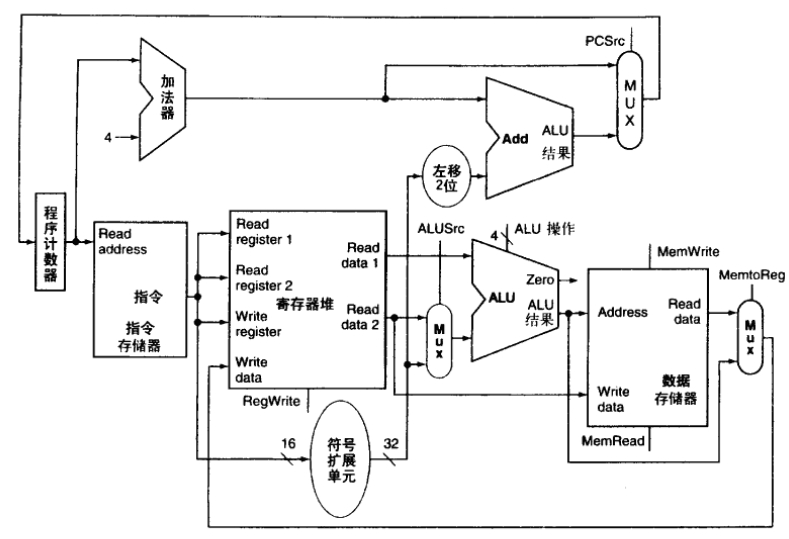 PCSrc
加
法
器
4
M
U
X
Add
ALU
结果
左移
2位
程
序
计
数
器
Read
address
指令
指令
存储器
Read
register 1
Read
register 2
Write
register
Write
data
寄存器堆
Read
data 1
Read
data 2
RegWrite
ALUSrc
M
u
x
4
ALU 操作
Zero
ALU
ALU
结果
MemWrite
Address
Read
data
Write
data
数据
存储器
MemRead
MemtoReg
M
u
x
16
符号
扩展
单元
32